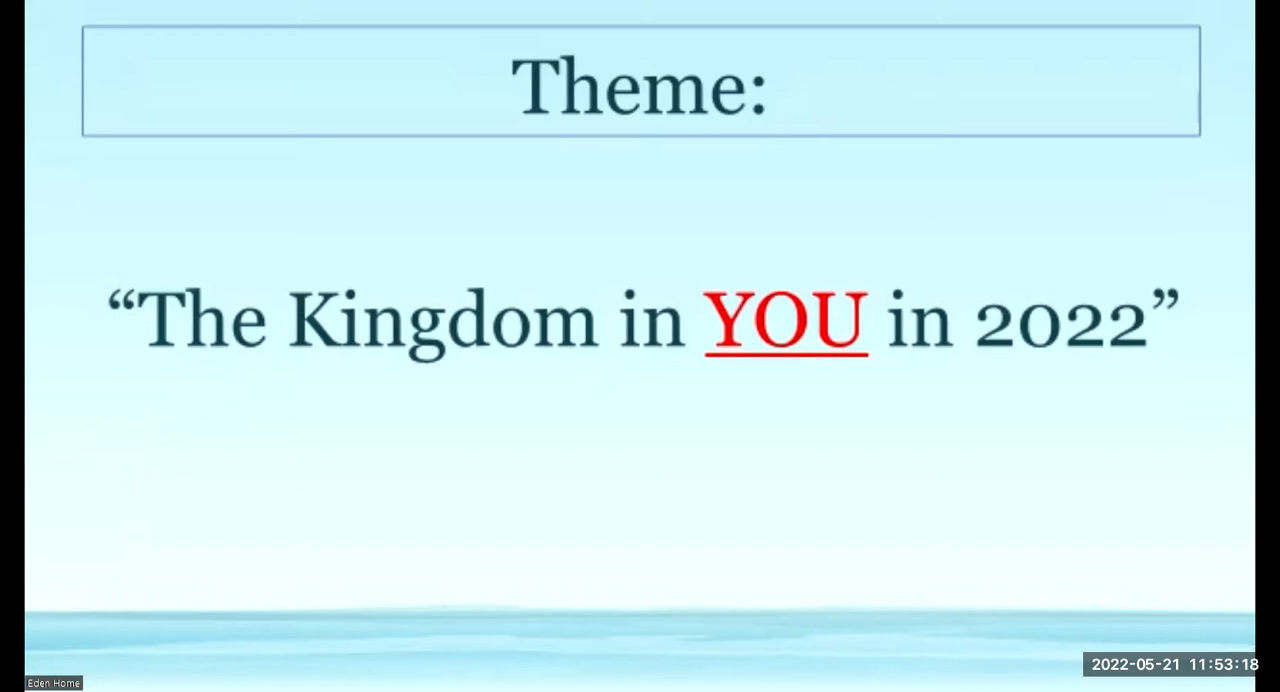 Theme:
“The Kingdom in YOU in 2022”
2022-05-21 11:53:18
Eden Home